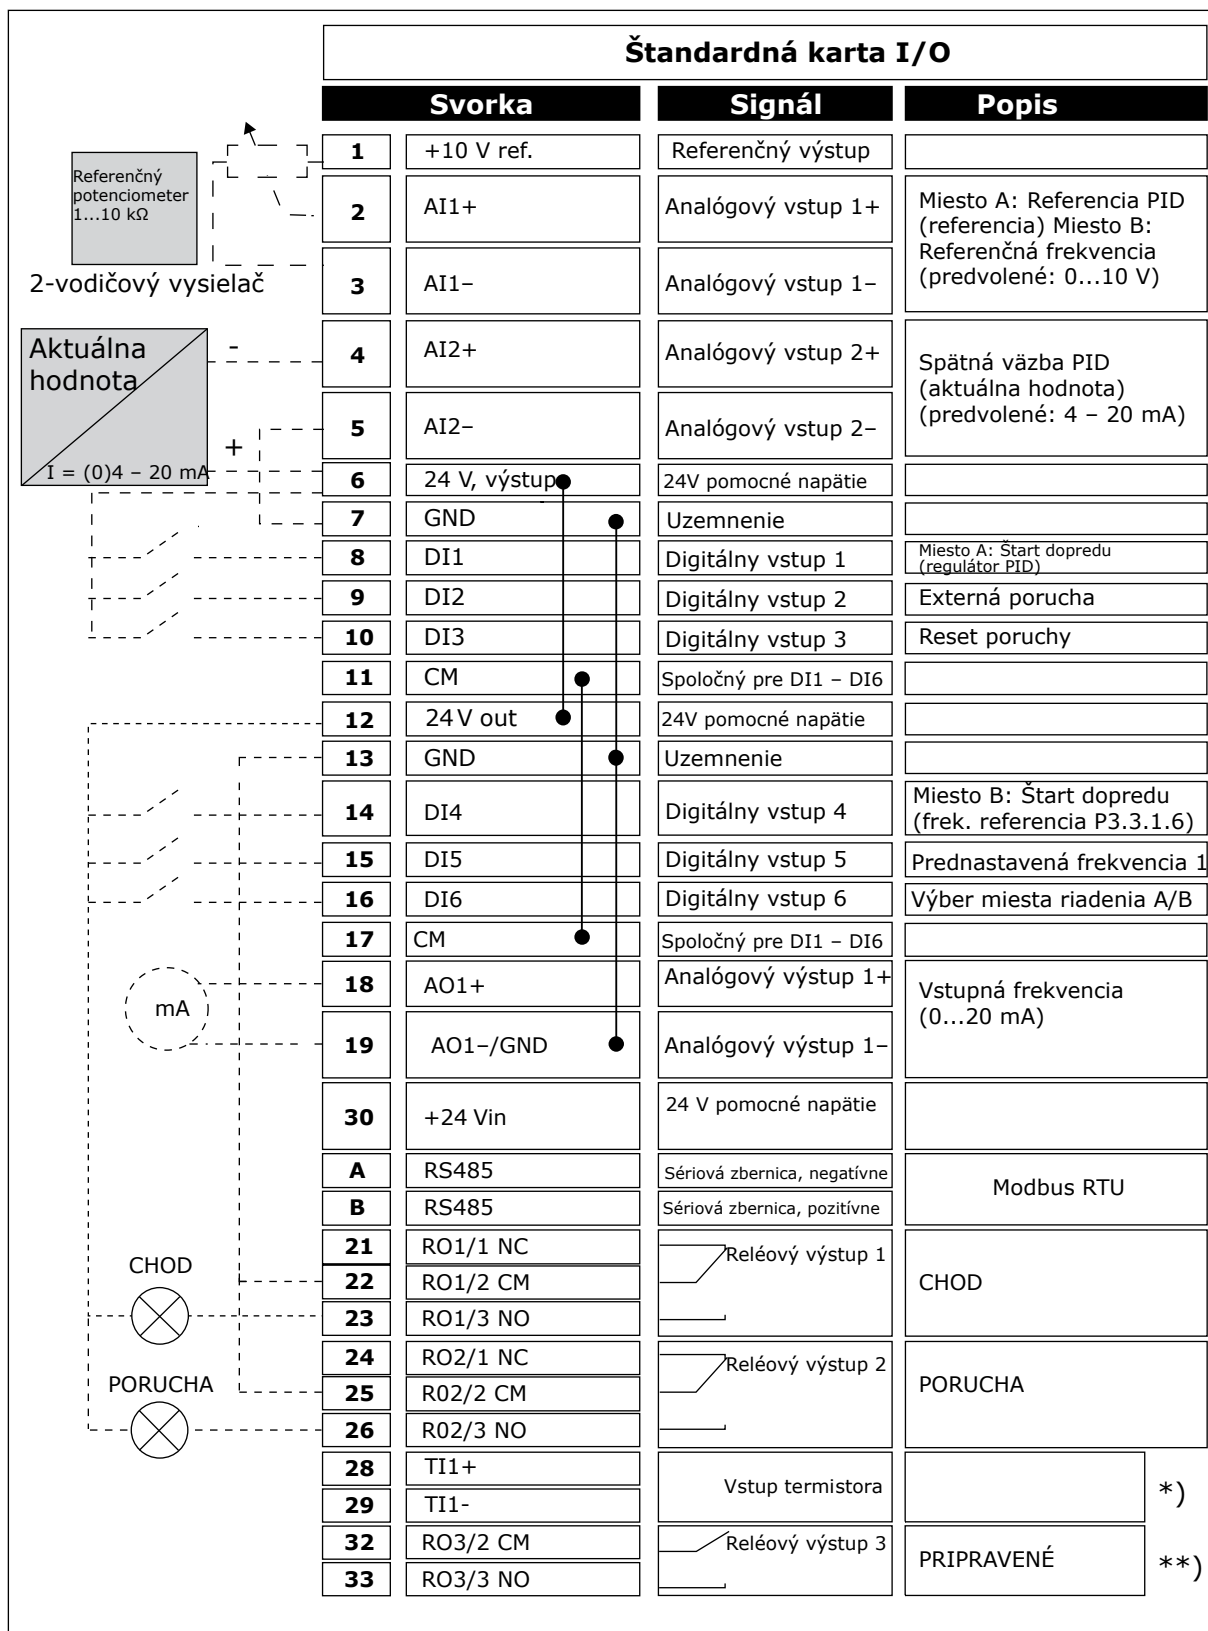 Štandardná karta I/O
Svorka Signál Popis
Referenčný
potenciometer
1...10 kΩ
2-vodičový vysielač
Aktuálna
hodnota
-
+
I = (0)4 – 20 mA
1 +10 V ref. Referenčný výstup
2 AI1+ Analógový vstup 1+
Miesto A: Referencia PID
(referencia) Miesto B:
Referenčná frekvencia
(predvolené: 0...10 V)
3 AI1– Analógový vstup 1–
4 AI2+ Analógový vstup 2+
Spätná väzba PID
(aktuálna hodnota)
(predvolené: 4 – 20 mA)
5 AI2– Analógový vstup 2–
6 24 V, výstup 24V pomocné napätie
7 GND Uzemnenie
8 DI1 Digitálny vstup 1
Miesto A: Štart dopredu
(regulátor PID)
9 DI2 Digitálny vstup 2 Externá porucha
10 DI3 Digitálny vstup 3 Reset poruchy
11 CM Spoločný pre DI1 – DI6
12 24V out 24V pomocné napätie
13 GND Uzemnenie
14 DI4 Digitálny vstup 4
Miesto B: Štart dopredu
(frek. referencia P3.3.1.6)
15 DI5 Digitálny vstup 5 Prednastavená frekvencia 1
16 DI6 Digitálny vstup 6 Výber miesta riadenia A/B
17 CM Spoločný pre DI1 – DI6
mA
18 AO1+ Analógový výstup 1+
Vstupná frekvencia
(0...20 mA)
19 AO1–/GND Analógový výstup 1–
30 +24 Vin 24 V pomocné napätie
A RS485 Sériová zbernica, negatívne
Modbus RTU
B RS485 Sériová zbernica, pozitívne
21 RO1/1 NC Reléový výstup 1
CHOD
22 RO1/2 CM CHOD
23 RO1/3 NO
24 RO2/1 NC Reléový výstup 2
PORUCHA
25 R02/2 CM PORUCHA
26 R02/3 NO
28 TI1+
Vstup termistora *)
29 TI1-
32 RO3/2 CM Reléový výstup 3
PRIPRAVENÉ **)
33 RO3/3 NO